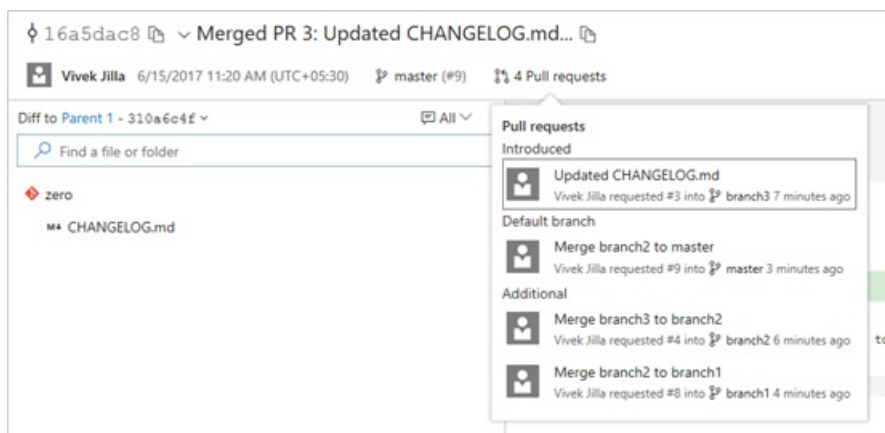 16a5dac8 Merged PR 3: Updated CHANGELOG.md...
Vivek Jilla 6/15/2017 11:20 AM (UTC+05:30) master (#9) 4 Pull requests
Diff to Parent 1 - 310a6c4f All
Find a file or folder
zero
M+ CHANGELOG.md
Pull requests
Introduced
Updated CHANGELOG.md
Vivek Jilla requested #3 into branch3 7 minutes ago
Default branch
Merge branch2 to master
Vivek Jilla requested #9 into master 3 minutes ago
Additional
Merge branch3 to branch2
Vivek Jilla requested #4 into branch2 6 minutes ago
Merge branch2 to branch1
Vivek Jilla requested #8 into branch1 4 minutes ago